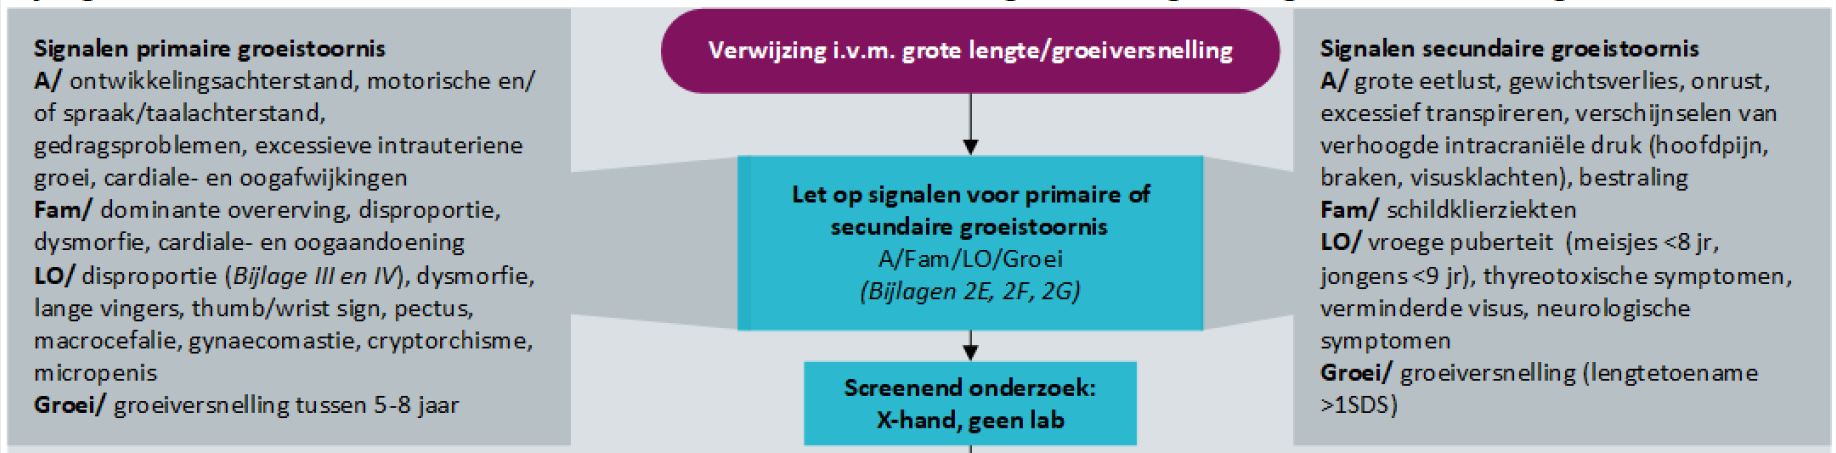 Signalen primaire groeistoornis
A/ ontwikkelingsachterstand, motorische en/
of spraak/taalachterstand,
gedragsproblemen, excessieve intrauteriene
groei, cardiale- en oogafwijkingen
Fam/ dominante overerving, disproportie,
dysmorfie, cardiale- en oogaandoening
LO/ disproportie (Bijlage III en IV), dysmorfie,
lange vingers, thumb/wrist sign, pectus,
macrocefalie, gynaecomastie, cryptorchisme,
micropenis
Groei/ groeiversnelling tussen 5-8 jaar
Verwijzing i.v.m. grote lengte/groeiversnelling
Let op signalen voor primaire of
secundaire groeistoornis
A/Fam/LO/Groei
(Bijlagen 2E, 2F, 2G)
Screenend onderzoek:
X-hand, geen lab
Signalen secundaire groeistoornis
A/ grote eetlust, gewichtsverlies, onrust,
excessief transpireren, verschijnselen van
verhoogde intracraniële druk (hoofdpijn,
braken, visusklachten), bestraling
Fam/ schildklierziekten
LO/ vroege puberteit (meisjes <8 jr,
jongens <9 jr), thyreotoxische symptomen,
verminderde visus, neurologische
symptomen
Groei/ groeiversnelling (lengtetoename
>1SDS)